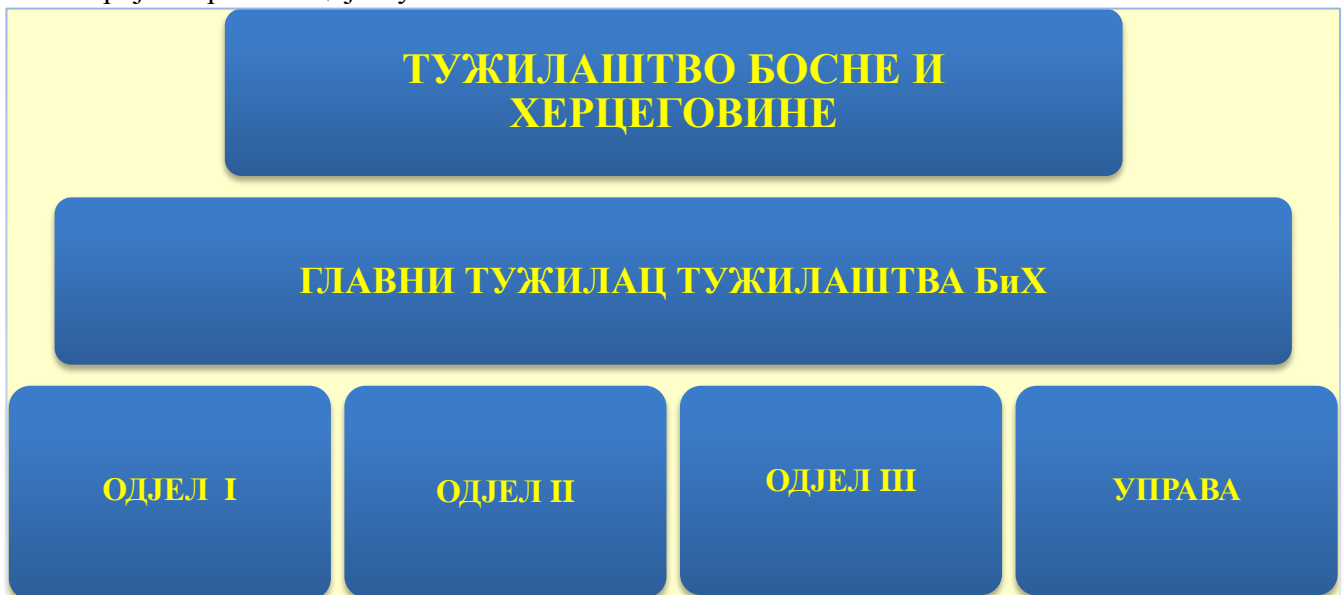 ТУЖИЛАШТВО БОСНЕ И
ХЕРЦЕГОВИНЕ
ГЛАВНИ ТУЖИЛАЦ ТУЖИЛАШТВА БиХ
ОДЈЕЛ I
ОДЈЕЛ II
ОДЈЕЛ III
УПРАВА